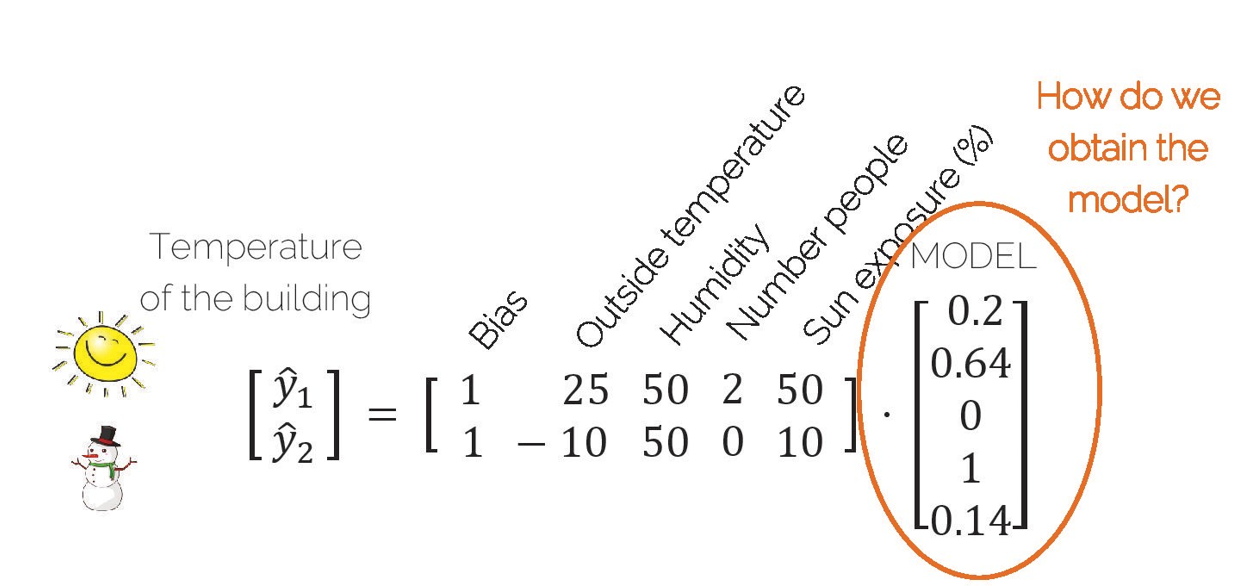 How do we
obtain the
model?
Temperature
of the building
Bias
Outside temperature
Humidity
Number people
Sun exposure (%)
MODEL
[ŷ₁
ŷ₂] = [1 25 50 2 50
1 −10 50 0 10] · [0.2
0.64
0
1
0.14]